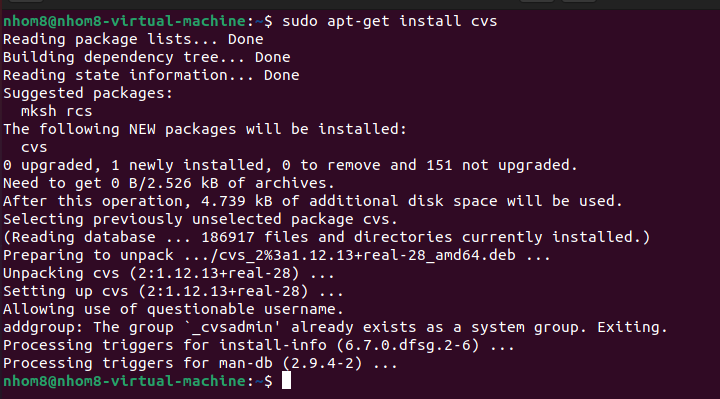 nhom8@nhom8-virtual-machine:~$ sudo apt-get install cvs
Reading package lists... Done
Building dependency tree... Done
Reading state information... Done
Suggested packages:
  mksh rcs
The following NEW packages will be installed:
  cvs
0 upgraded, 1 newly installed, 0 to remove and 151 not upgraded.
Need to get 0 B/2.526 kB of archives.
After this operation, 4.739 kB of additional disk space will be used.
Selecting previously unselected package cvs.
(Reading database ... 186917 files and directories currently installed.)
Preparing to unpack .../cvs_2%3a1.12.13+real-28_amd64.deb ...
Unpacking cvs (2:1.12.13+real-28) ...
Setting up cvs (2:1.12.13+real-28) ...
Allowing use of questionable username.
addgroup: The group `_cvsadmin' already exists as a system group. Exiting.
Processing triggers for install-info (6.7.0.dfsg.2-6) ...
Processing triggers for man-db (2.9.4-2) ...
nhom8@nhom8-virtual-machine:~$